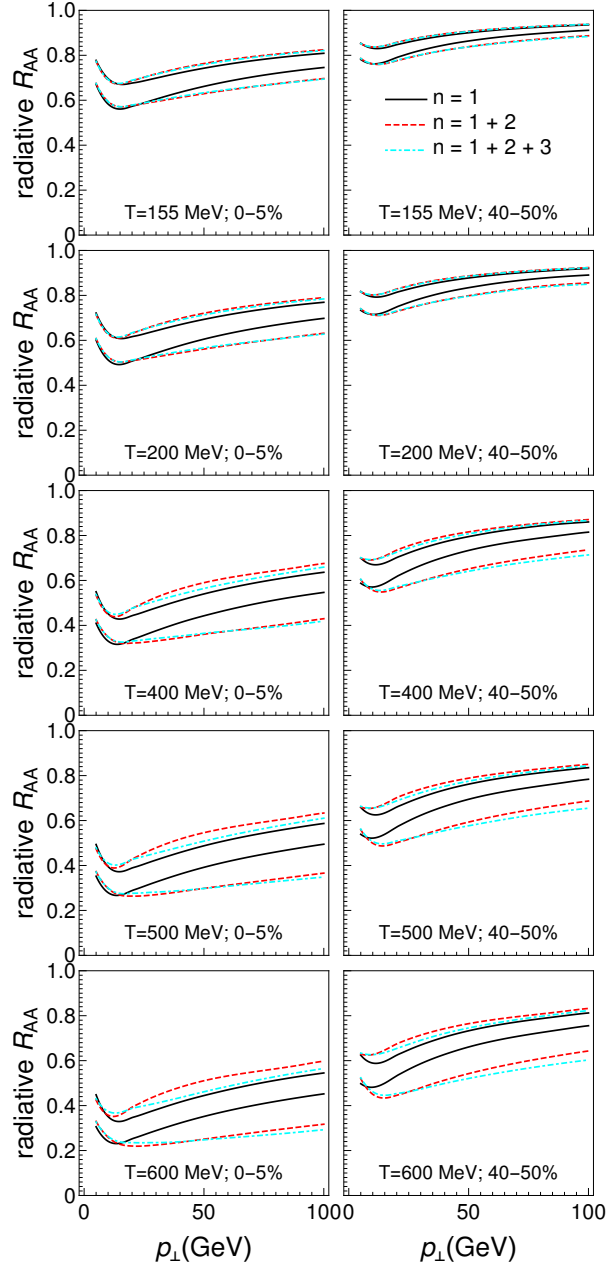 1.0
0.8
0.6
0.4
0.2
0
radiative R_AA
T=155 MeV; 0−5%
n = 1
n = 1 + 2
n = 1 + 2 + 3
T=155 MeV; 40−50%
1.0
0.8
0.6
0.4
0.2
0
radiative R_AA
T=200 MeV; 0−5%
T=200 MeV; 40−50%
1.0
0.8
0.6
0.4
0.2
0
radiative R_AA
T=400 MeV; 0−5%
T=400 MeV; 40−50%
1.0
0.8
0.6
0.4
0.2
0
radiative R_AA
T=500 MeV; 0−5%
T=500 MeV; 40−50%
1.0
0.8
0.6
0.4
0.2
0
radiative R_AA
T=600 MeV; 0−5%
T=600 MeV; 40−50%
0 50 100 0 50 100
p⊥(GeV) p⊥(GeV)